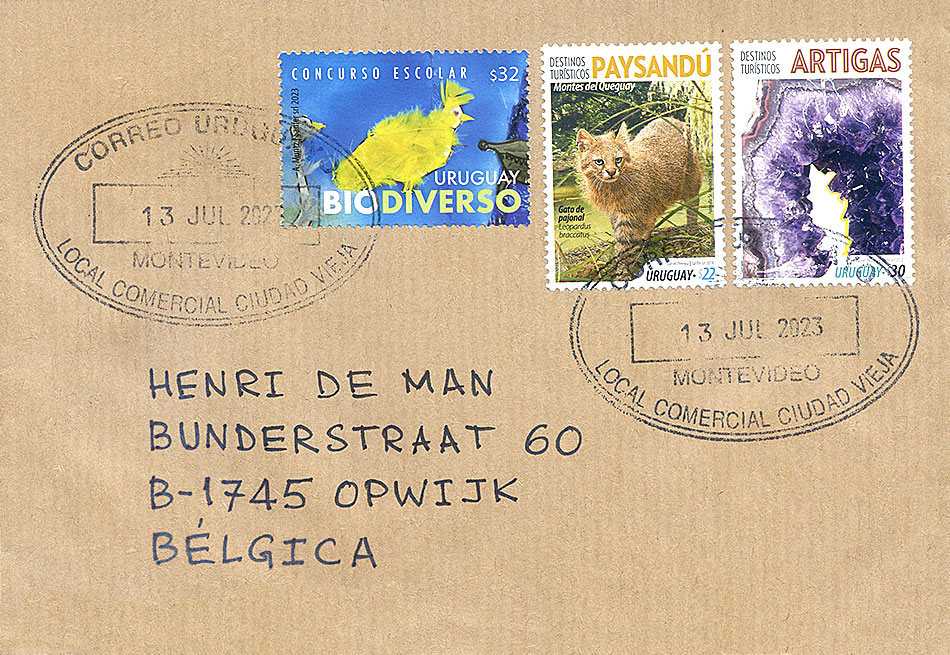 CONCURSO ESCOLAR $32
2023
URUGUAY
BIODIVERSO
DESTINOS
TURÍSTICOS PAYSANDÚ
Montes del Queguay
Gato de
pajonal
Leopardus
braccatus
URUGUAY·$22
DESTINOS
TURÍSTICOS ARTIGAS
URUGUAY·$30
CORREO URUGUAYO
13 JUL 2023
MONTEVIDEO
LOCAL COMERCIAL CIUDAD VIEJA
13 JUL 2023
MONTEVIDEO
LOCAL COMERCIAL CIUDAD VIEJA
HENRI DE MAN
BUNDERSTRAAT 60
B-1745 OPWIJK
BÉLGICA